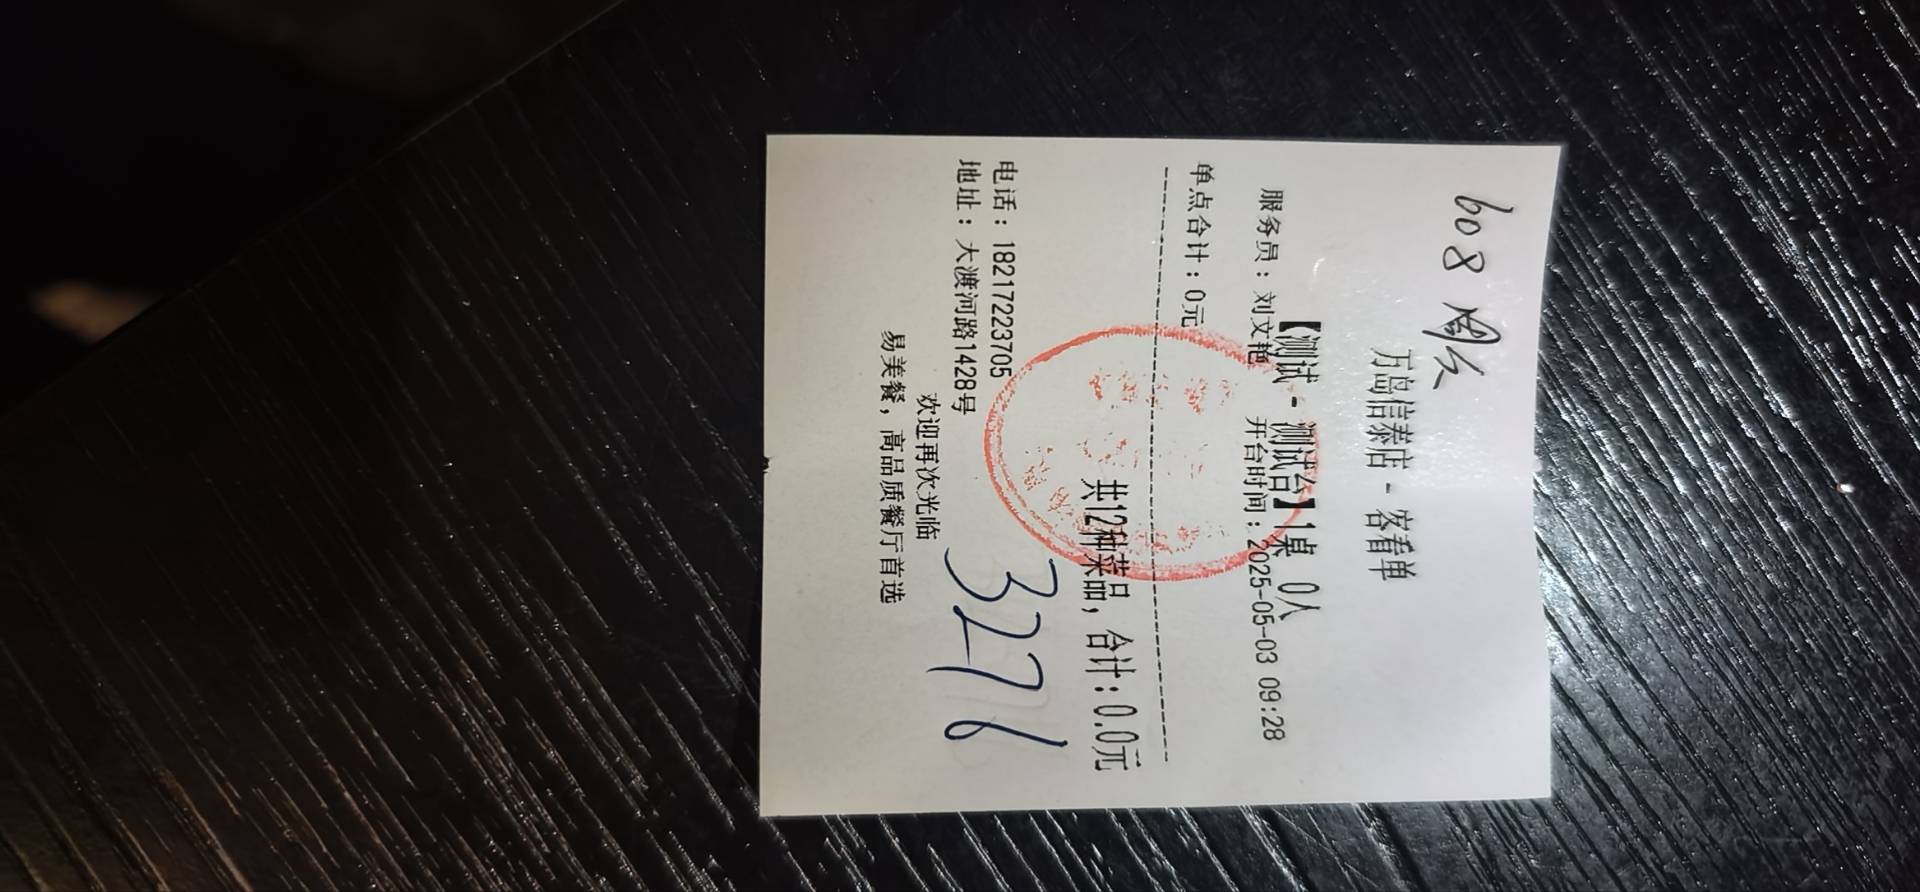 608
万岛信泰店-客看单
【测试-测试台】1桌 0人
服务员：刘文艳 开台时间：2025-05-03 09:28
单点合计：0元
共12种菜品，合计：0.0元
3276
电话：18217223705
地址：大渡河路1428号
欢迎再次光临
易美餐，高品质餐厅首选